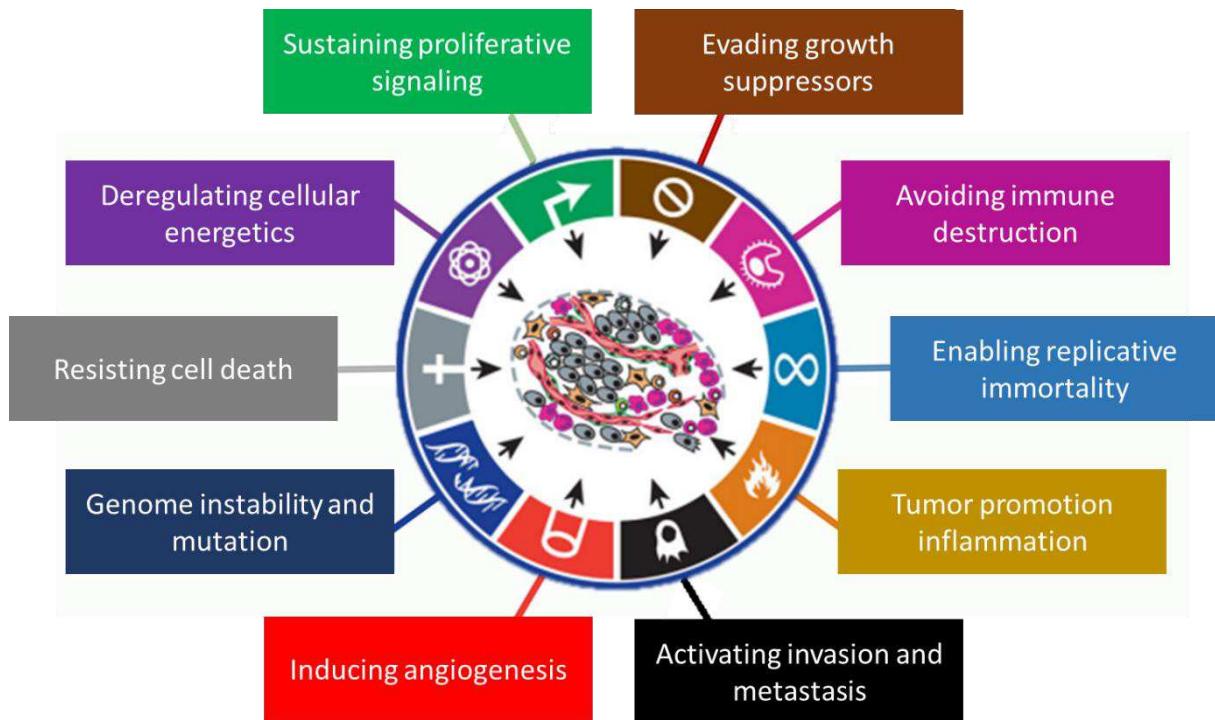 Sustaining proliferative
signaling
Evading growth
suppressors
Deregulating cellular
energetics
Avoiding immune
destruction
Resisting cell death
Enabling replicative
immortality
Genome instability and
mutation
Tumor promotion
inflammation
Inducing angiogenesis
Activating invasion and
metastasis